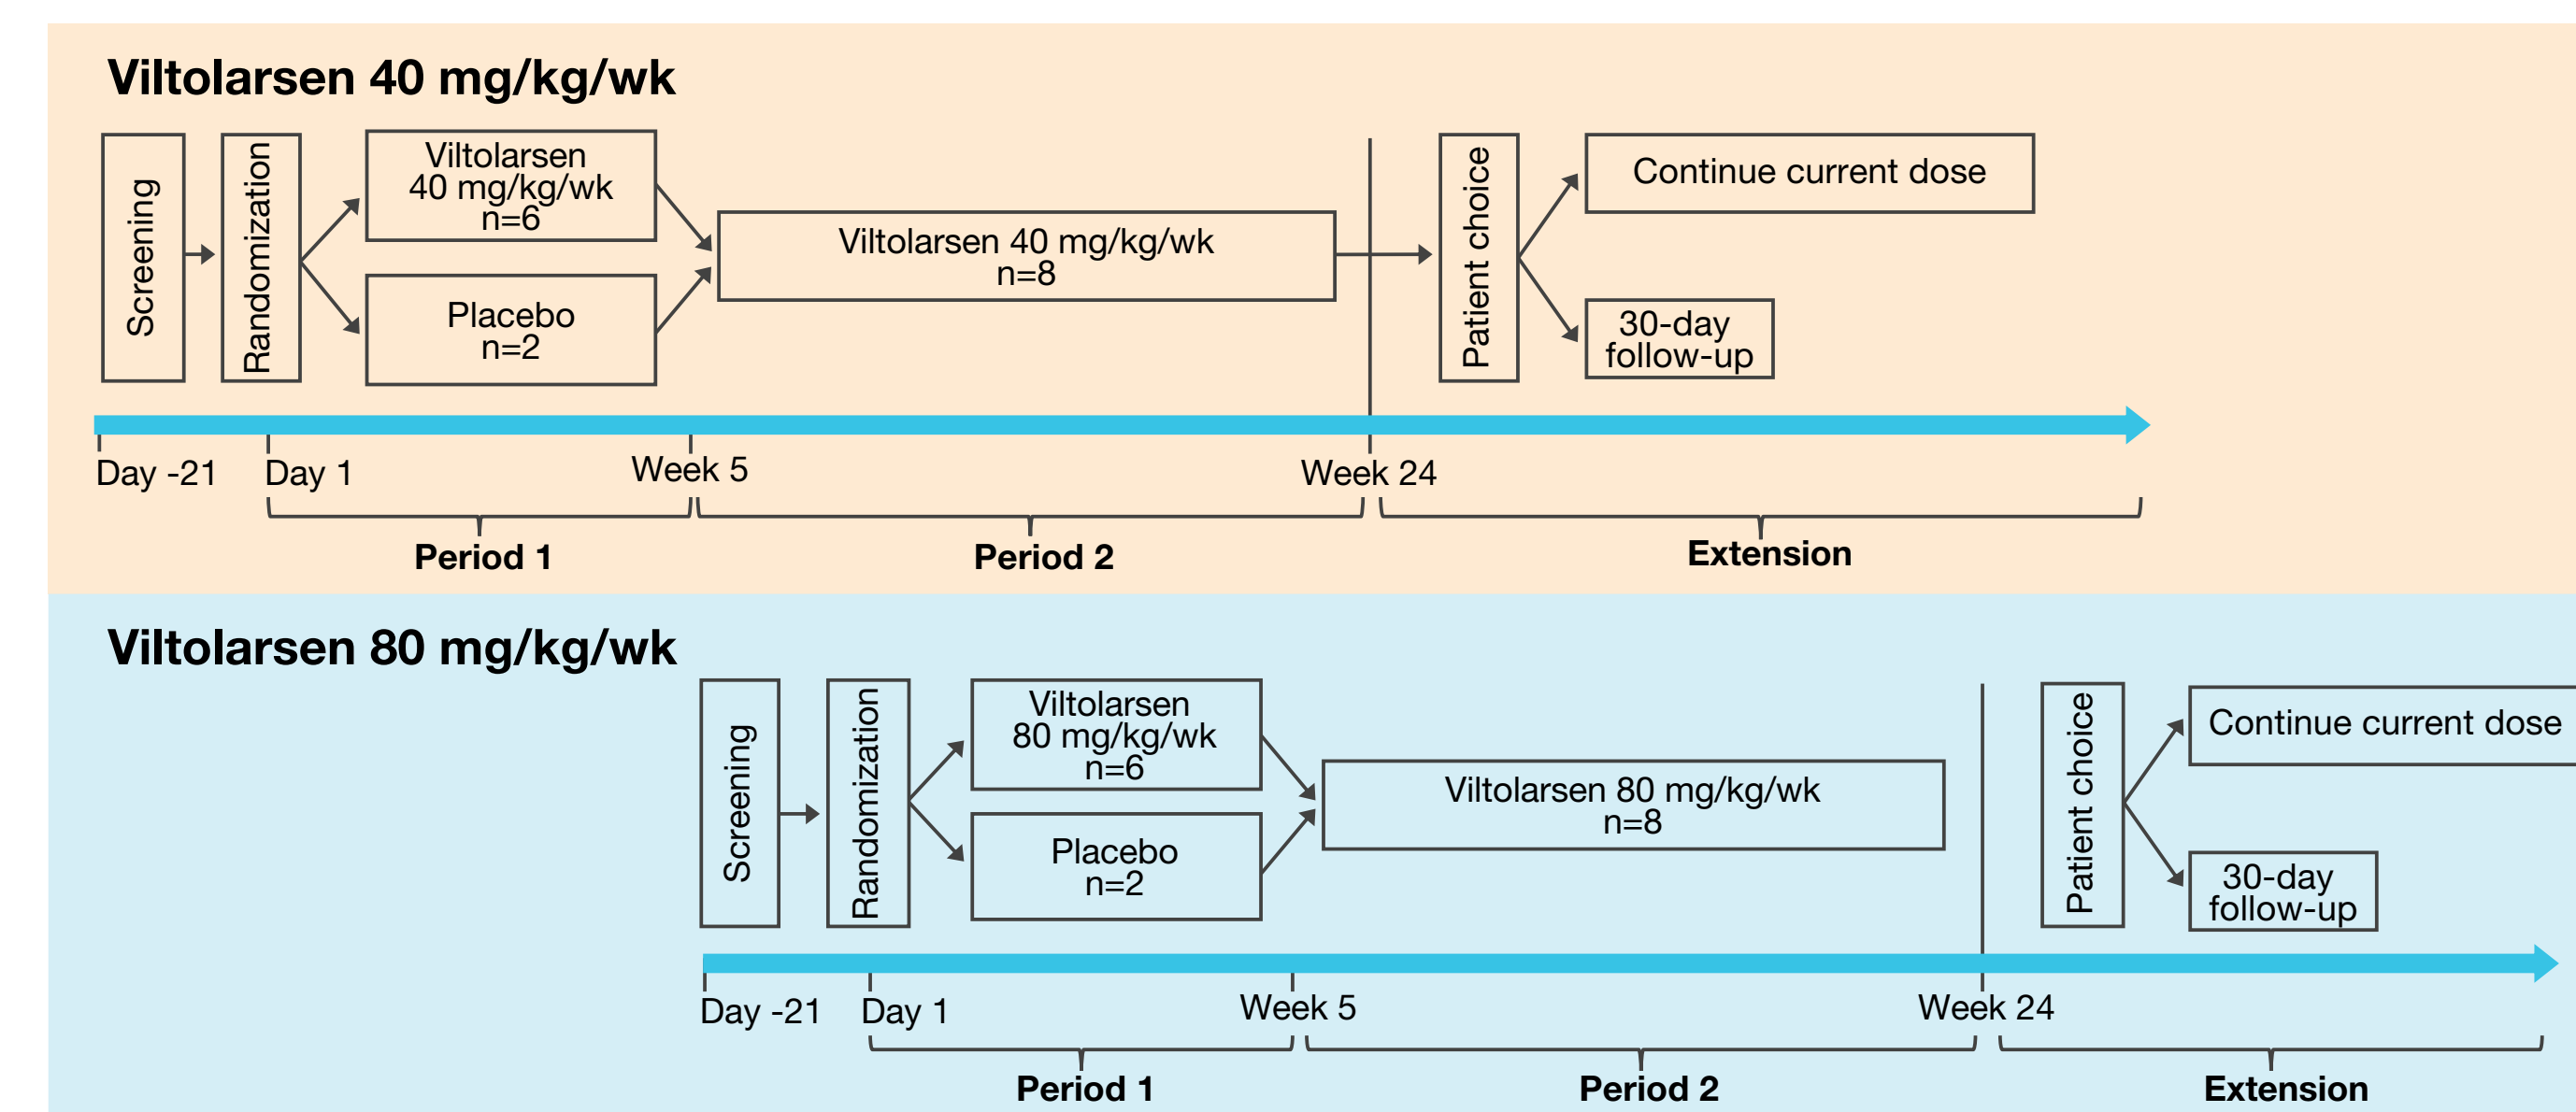 Viltolarsen 40 mg/kg/wk
Screening
Randomization
Viltolarsen
40 mg/kg/wk
n=6
Placebo
n=2
Viltolarsen 40 mg/kg/wk
n=8
Patient choice
Continue current dose
30-day
follow-up
Day -21
Day 1
Week 5
Week 24
Period 1
Period 2
Extension
Viltolarsen 80 mg/kg/wk
Screening
Randomization
Viltolarsen
80 mg/kg/wk
n=6
Placebo
n=2
Viltolarsen 80 mg/kg/wk
n=8
Patient choice
Continue current dose
30-day
follow-up
Day -21
Day 1
Week 5
Week 24
Period 1
Period 2
Extension